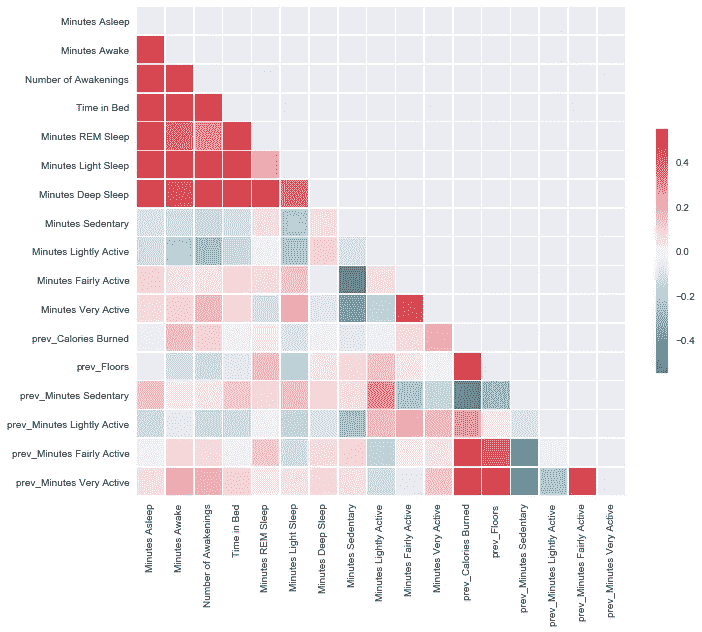 Minutes Asleep
Minutes Awake
Number of Awakenings
Time in Bed
Minutes REM Sleep
Minutes Light Sleep
Minutes Deep Sleep
Minutes Sedentary
Minutes Lightly Active
Minutes Fairly Active
Minutes Very Active
prev_Calories Burned
prev_Floors
prev_Minutes Sedentary
prev_Minutes Lightly Active
prev_Minutes Fairly Active
prev_Minutes Very Active
0.4
0.2
0.0
−0.2
−0.4
Minutes Asleep
Minutes Awake
Number of Awakenings
Time in Bed
Minutes REM Sleep
Minutes Light Sleep
Minutes Deep Sleep
Minutes Sedentary
Minutes Lightly Active
Minutes Fairly Active
Minutes Very Active
prev_Calories Burned
prev_Floors
prev_Minutes Sedentary
prev_Minutes Lightly Active
prev_Minutes Fairly Active
prev_Minutes Very Active